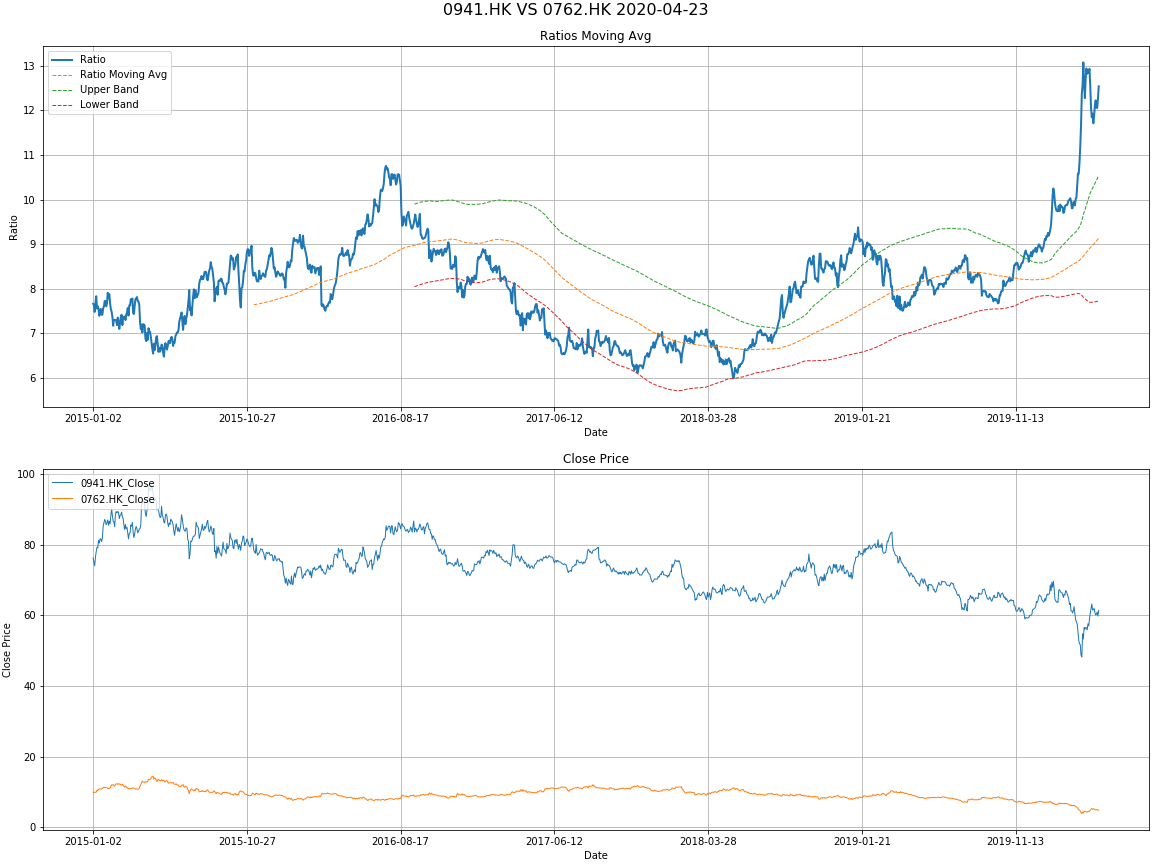 0941.HK VS 0762.HK 2020-04-23
Ratios Moving Avg
Ratio
Ratio Moving Avg
Upper Band
Lower Band
13
12
11
10
9
8
7
6
Ratio
2015-01-02 2015-10-27 2016-08-17 2017-06-12 2018-03-28 2019-01-21 2019-11-13
Date
Close Price
0941.HK_Close
0762.HK_Close
100
80
60
40
20
0
Close Price
2015-01-02 2015-10-27 2016-08-17 2017-06-12 2018-03-28 2019-01-21 2019-11-13
Date